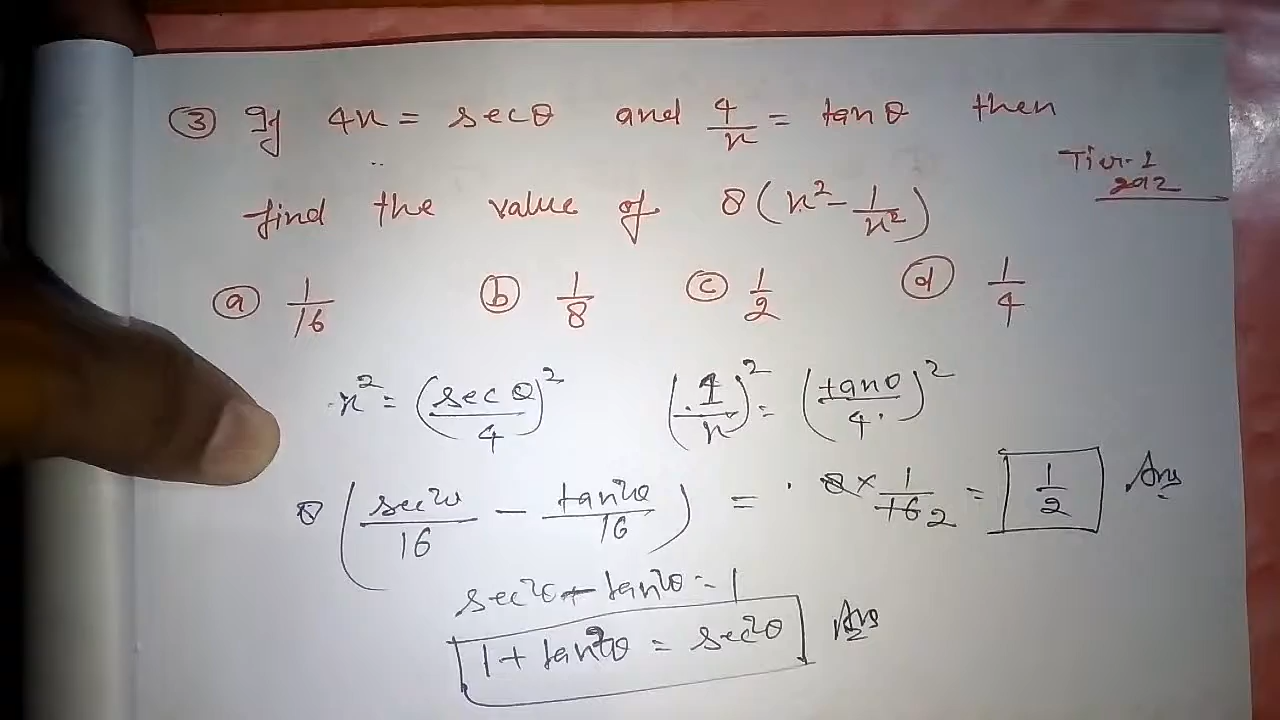 ③ If 4x = secθ and 4/x = tanθ then
Tier-1
2012
find the value of 8(x² - 1/x²)
ⓐ 1/16 ⓑ 1/8 ⓒ 1/2 ⓓ 1/4
x² = (secθ/4)² (1/x)² = (tanθ/4)²
8(sec²θ/16 - tan²θ/16) = 8 × 1/16 2 = 1/2 Ans
sec²θ - tan²θ = 1
1 + tan²θ = sec²θ Ans